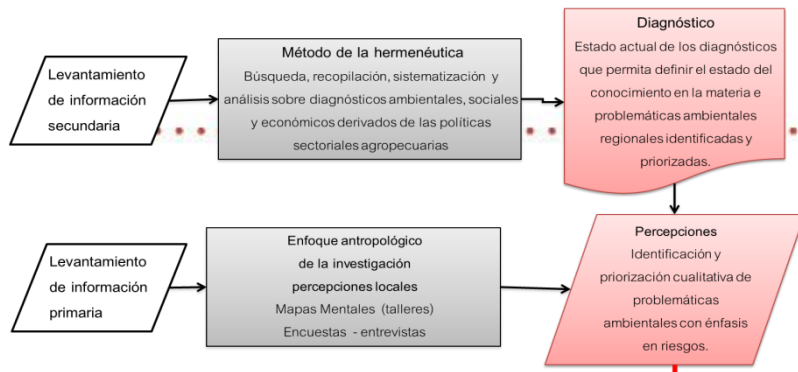 Levantamiento
de información
secundaria
Método de la hermenéutica
Búsqueda, recopilación, sistematización y
análisis sobre diagnósticos ambientales, sociales
y económicos derivados de las políticas
sectoriales agropecuarias
Diagnóstico
Estado actual de los diagnósticos
que permita definir el estado del
conocimiento en la materia e
problemáticas ambientales
regionales identificadas y
priorizadas.
Levantamiento
de información
primaria
Enfoque antropológico
de la investigación
percepciones locales
Mapas Mentales (talleres)
Encuestas - entrevistas
Percepciones
Identificación y
priorización cualitativa de
problemáticas
ambientales con énfasis
en riesgos.